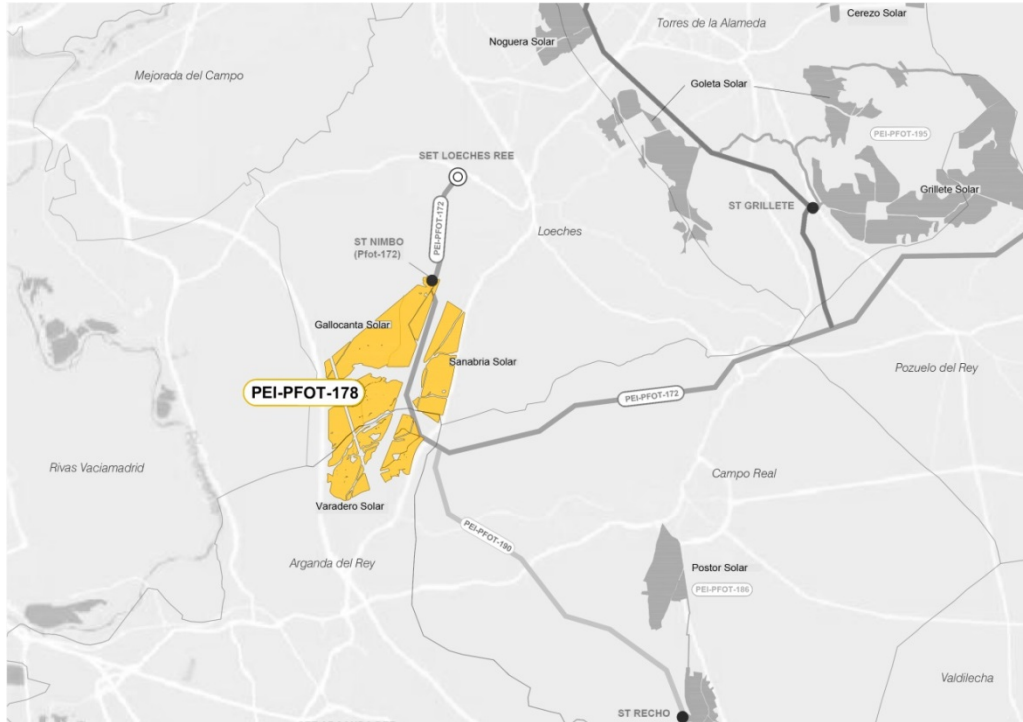 Cerezo Solar
Torres de la Alameda
Noguera Solar
Mejorada del Campo
Goleta Solar
PEI-PFOT-195
SET LOECHES REE
Grillete Solar
ST GRILLETE
PEI-PFOT-172
Loeches
ST NIMBO
(Pfot-172)
Gallocanta Solar
Sanabria Solar
Pozuelo del Rey
PEI-PFOT-178
PEI-PFOT-172
Rivas Vaciamadrid
Campo Real
Varadero Solar
PEI-PFOT-190
Arganda del Rey
Postor Solar
PEI-PFOT-186
Valdilecha
ST RECHO